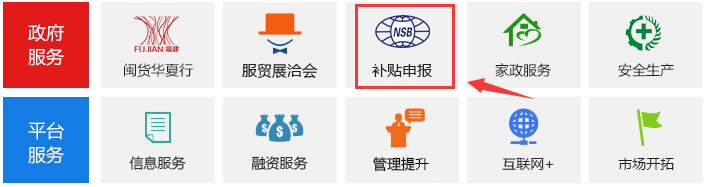 政府
服务
FUJIAN 福建
闽货华夏行
服贸展洽会
NSB
补贴申报
家政服务
安全生产
平台
服务
信息服务
$ $ $
融资服务
管理提升
互联网+
市场开拓